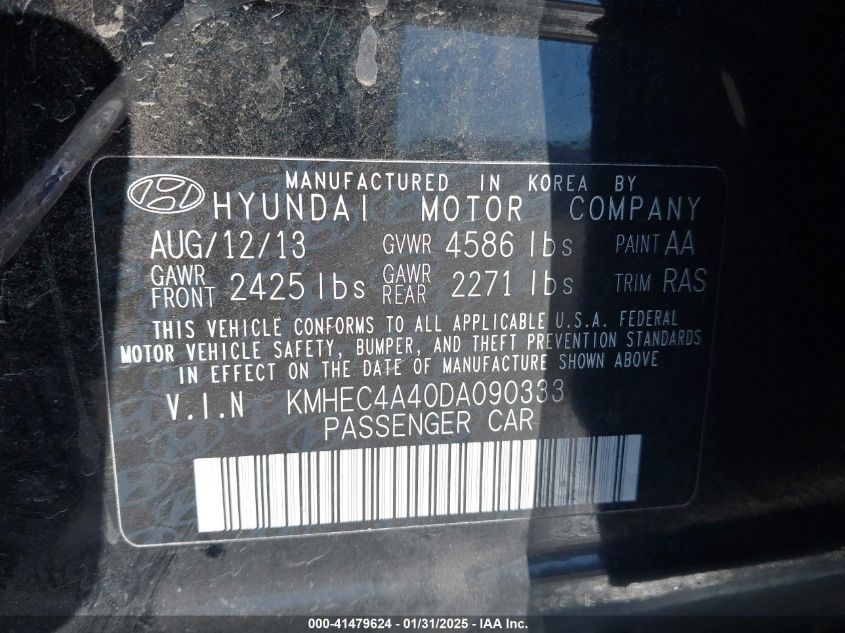 MANUFACTURED IN KOREA BY
HYUNDAI MOTOR COMPANY
AUG/12/13 GVWR 4586 lbs PAINT AA
GAWR FRONT 2425 lbs GAWR REAR 2271 lbs TRIM RAS
THIS VEHICLE CONFORMS TO ALL APPLICABLE U.S.A. FEDERAL
MOTOR VEHICLE SAFETY, BUMPER, AND THEFT PREVENTION STANDARDS
IN EFFECT ON THE DATE OF MANUFACTURE SHOWN ABOVE
V.I.N KMHEC4A40DA090333
PASSENGER CAR
000-41479624 - 01/31/2025 - IAA Inc.